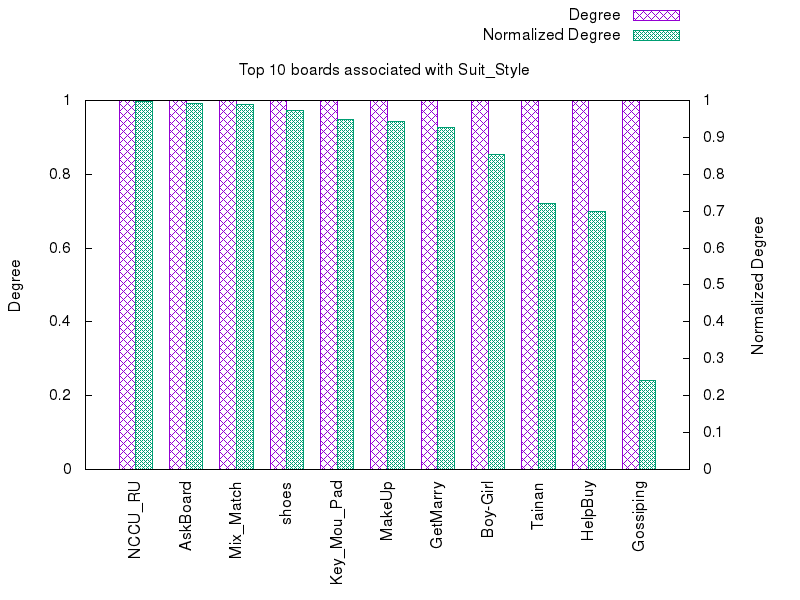 Degree
Normalized Degree
Top 10 boards associated with Suit_Style
1
0.8
0.6
0.4
0.2
0
Degree
1
0.9
0.8
0.7
0.6
0.5
0.4
0.3
0.2
0.1
0
Normalized Degree
NCCU_RU
AskBoard
Mix_Match
shoes
Key_Mou_Pad
MakeUp
GetMarry
Boy-Girl
Tainan
HelpBuy
Gossiping